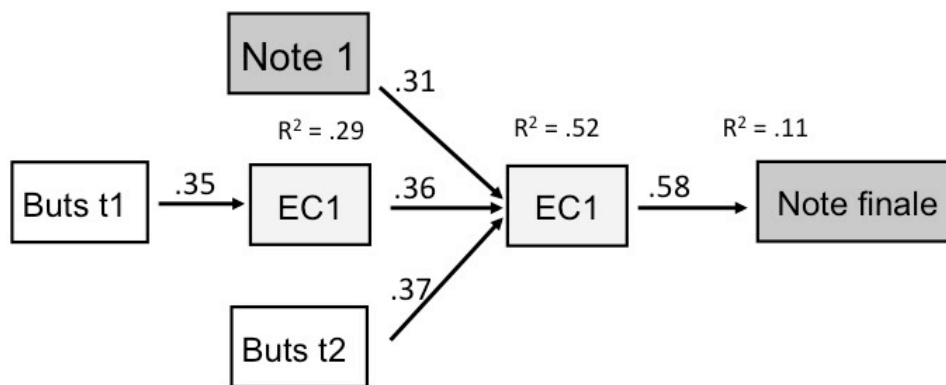 Note 1
.31
R² = .29
R² = .52
R² = .11
Buts t1
.35
EC1
.36
EC1
.58
Note finale
.37
Buts t2